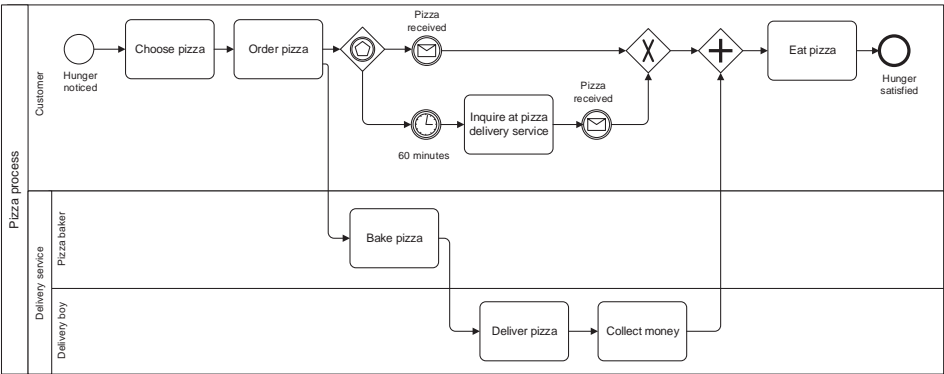 Pizza process
Customer
Hunger
noticed
Choose pizza
Order pizza
Pizza
received
60 minutes
Inquire at pizza
delivery service
Pizza
received
Eat pizza
Hunger
satisfied
Delivery service
Pizza baker
Bake pizza
Delivery boy
Deliver pizza
Collect money